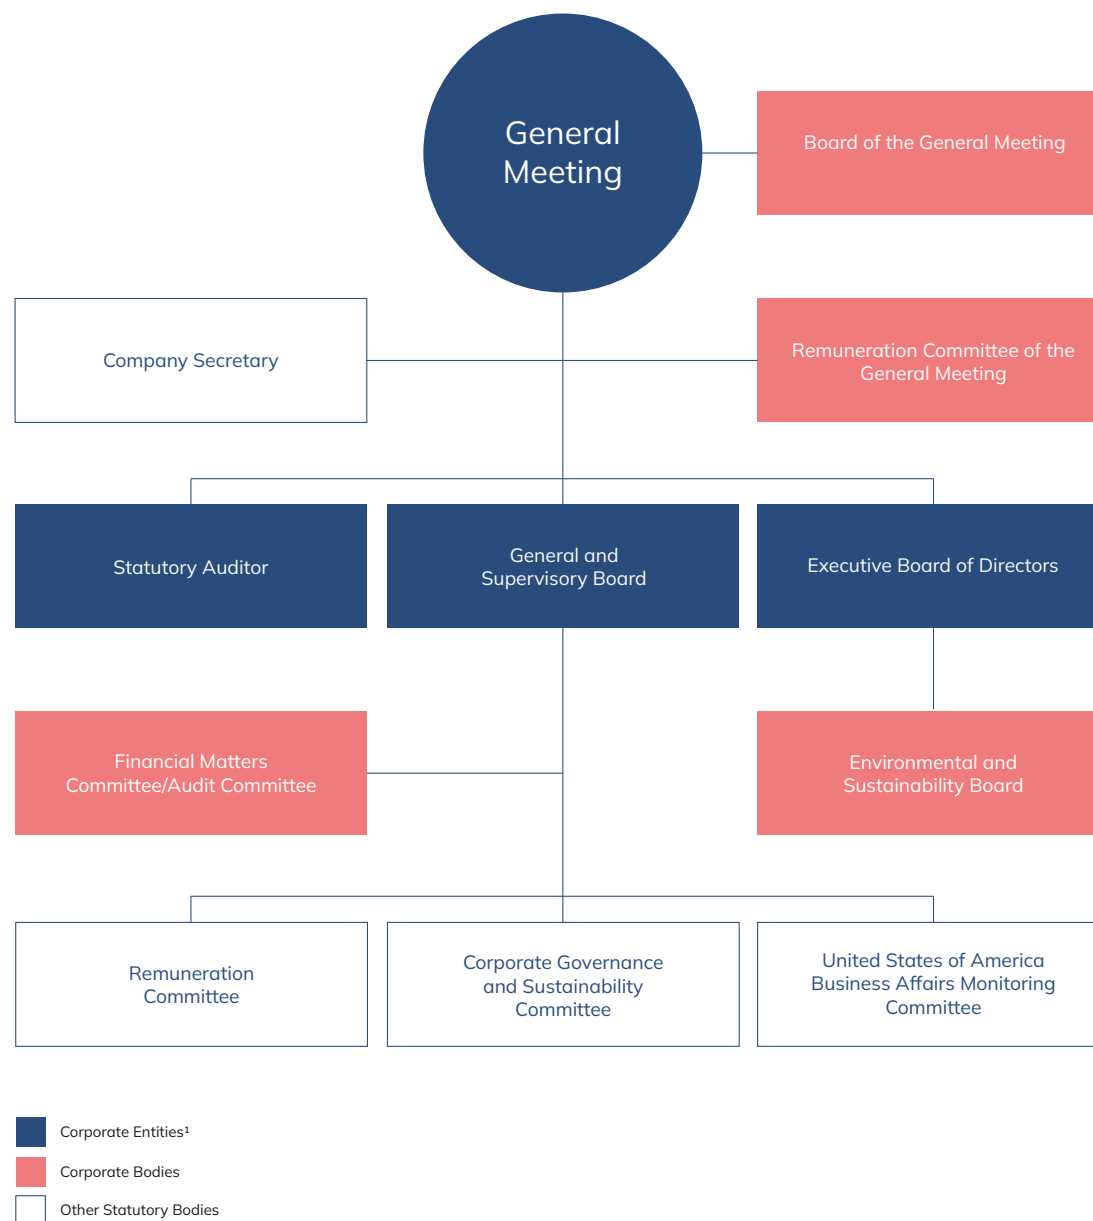 General
Meeting
Board of the General Meeting
Company Secretary
Remuneration Committee of the
General Meeting
Statutory Auditor
General and
Supervisory Board
Executive Board of Directors
Financial Matters
Committee/Audit Committee
Environmental and
Sustainability Board
Remuneration
Committee
Corporate Governance
and Sustainability
Committee
United States of America
Business Affairs Monitoring
Committee
Corporate Entities¹
Corporate Bodies
Other Statutory Bodies